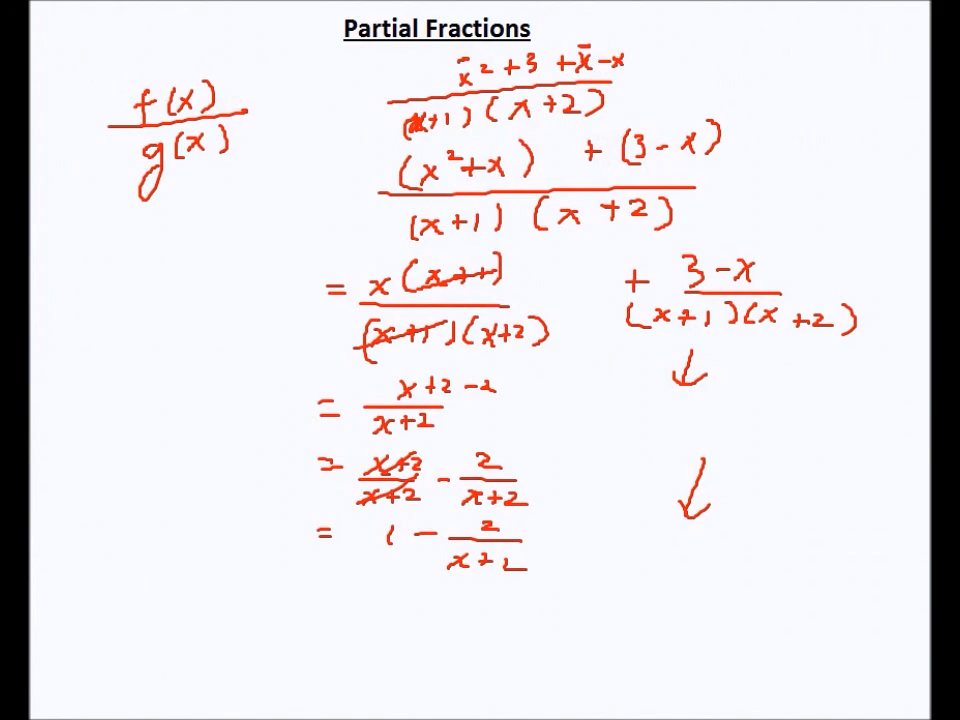 Partial Fractions
f(x) / g(x)
x² + 3 + x - x / (x+1)(x+2)
(x² + x) + (3 - x) / (x+1)(x+2)
= x(x+1) / (x+1)(x+2) + 3 - x / (x+1)(x+2)
= x+2-2 / x+2 ↓
= x+2 / x+2 - 2 / x+2 ↓
= 1 - 2 / x+2